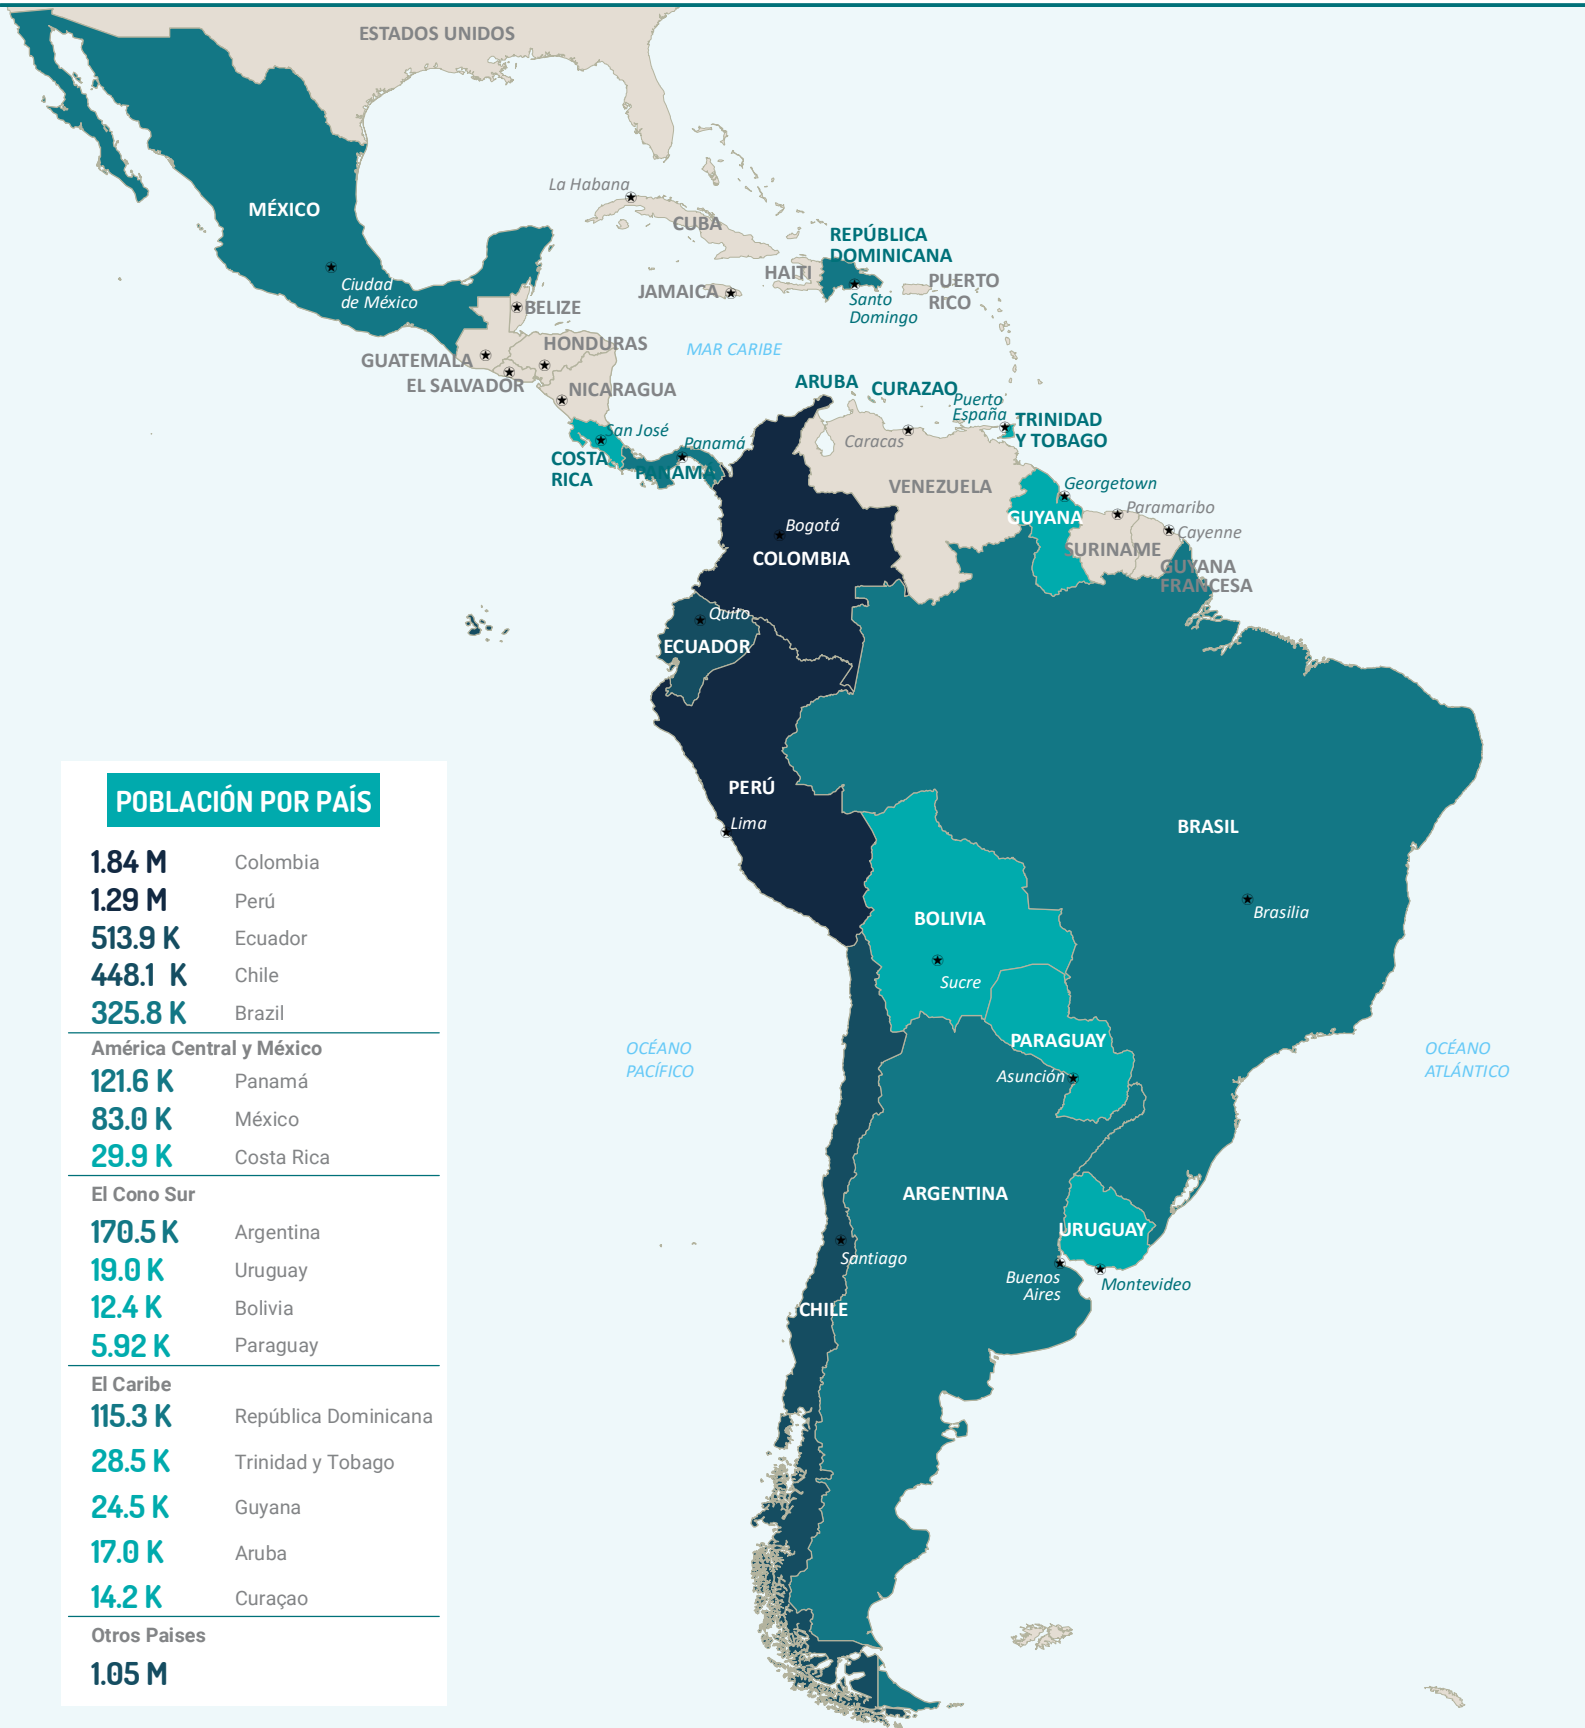 ESTADOS UNIDOS
La Habana
MÉXICO
CUBA
REPÚBLICA
DOMINICANA
HAITI
PUERTO
RICO
Ciudad
de México
JAMAICA
Santo
Domingo
BELIZE
HONDURAS
MAR CARIBE
GUATEMALA
EL SALVADOR
NICARAGUA
ARUBA
CURAZAO
Puerto
España
TRINIDAD
Y TOBAGO
San José
Panamá
Caracas
COSTA
RICA
PANAMÁ
VENEZUELA
Georgetown
GUYANA
Paramaribo
Bogotá
Cayenne
COLOMBIA
SURINAME
GUYANA
FRANCESA
Quito
ECUADOR
PERÚ
Lima
BRASIL
Brasilia
BOLIVIA
Sucre
PARAGUAY
Asunción
OCÉANO
PACÍFICO
OCÉANO
ATLÁNTICO
ARGENTINA
URUGUAY
Santiago
Buenos
Aires
Montevideo
CHILE
POBLACIÓN POR PAÍS
1.84 M Colombia
1.29 M Perú
513.9 K Ecuador
448.1 K Chile
325.8 K Brazil
América Central y México
121.6 K Panamá
83.0 K México
29.9 K Costa Rica
El Cono Sur
170.5 K Argentina
19.0 K Uruguay
12.4 K Bolivia
5.92 K Paraguay
El Caribe
115.3 K República Dominicana
28.5 K Trinidad y Tobago
24.5 K Guyana
17.0 K Aruba
14.2 K Curaçao
Otros Paises
1.05 M